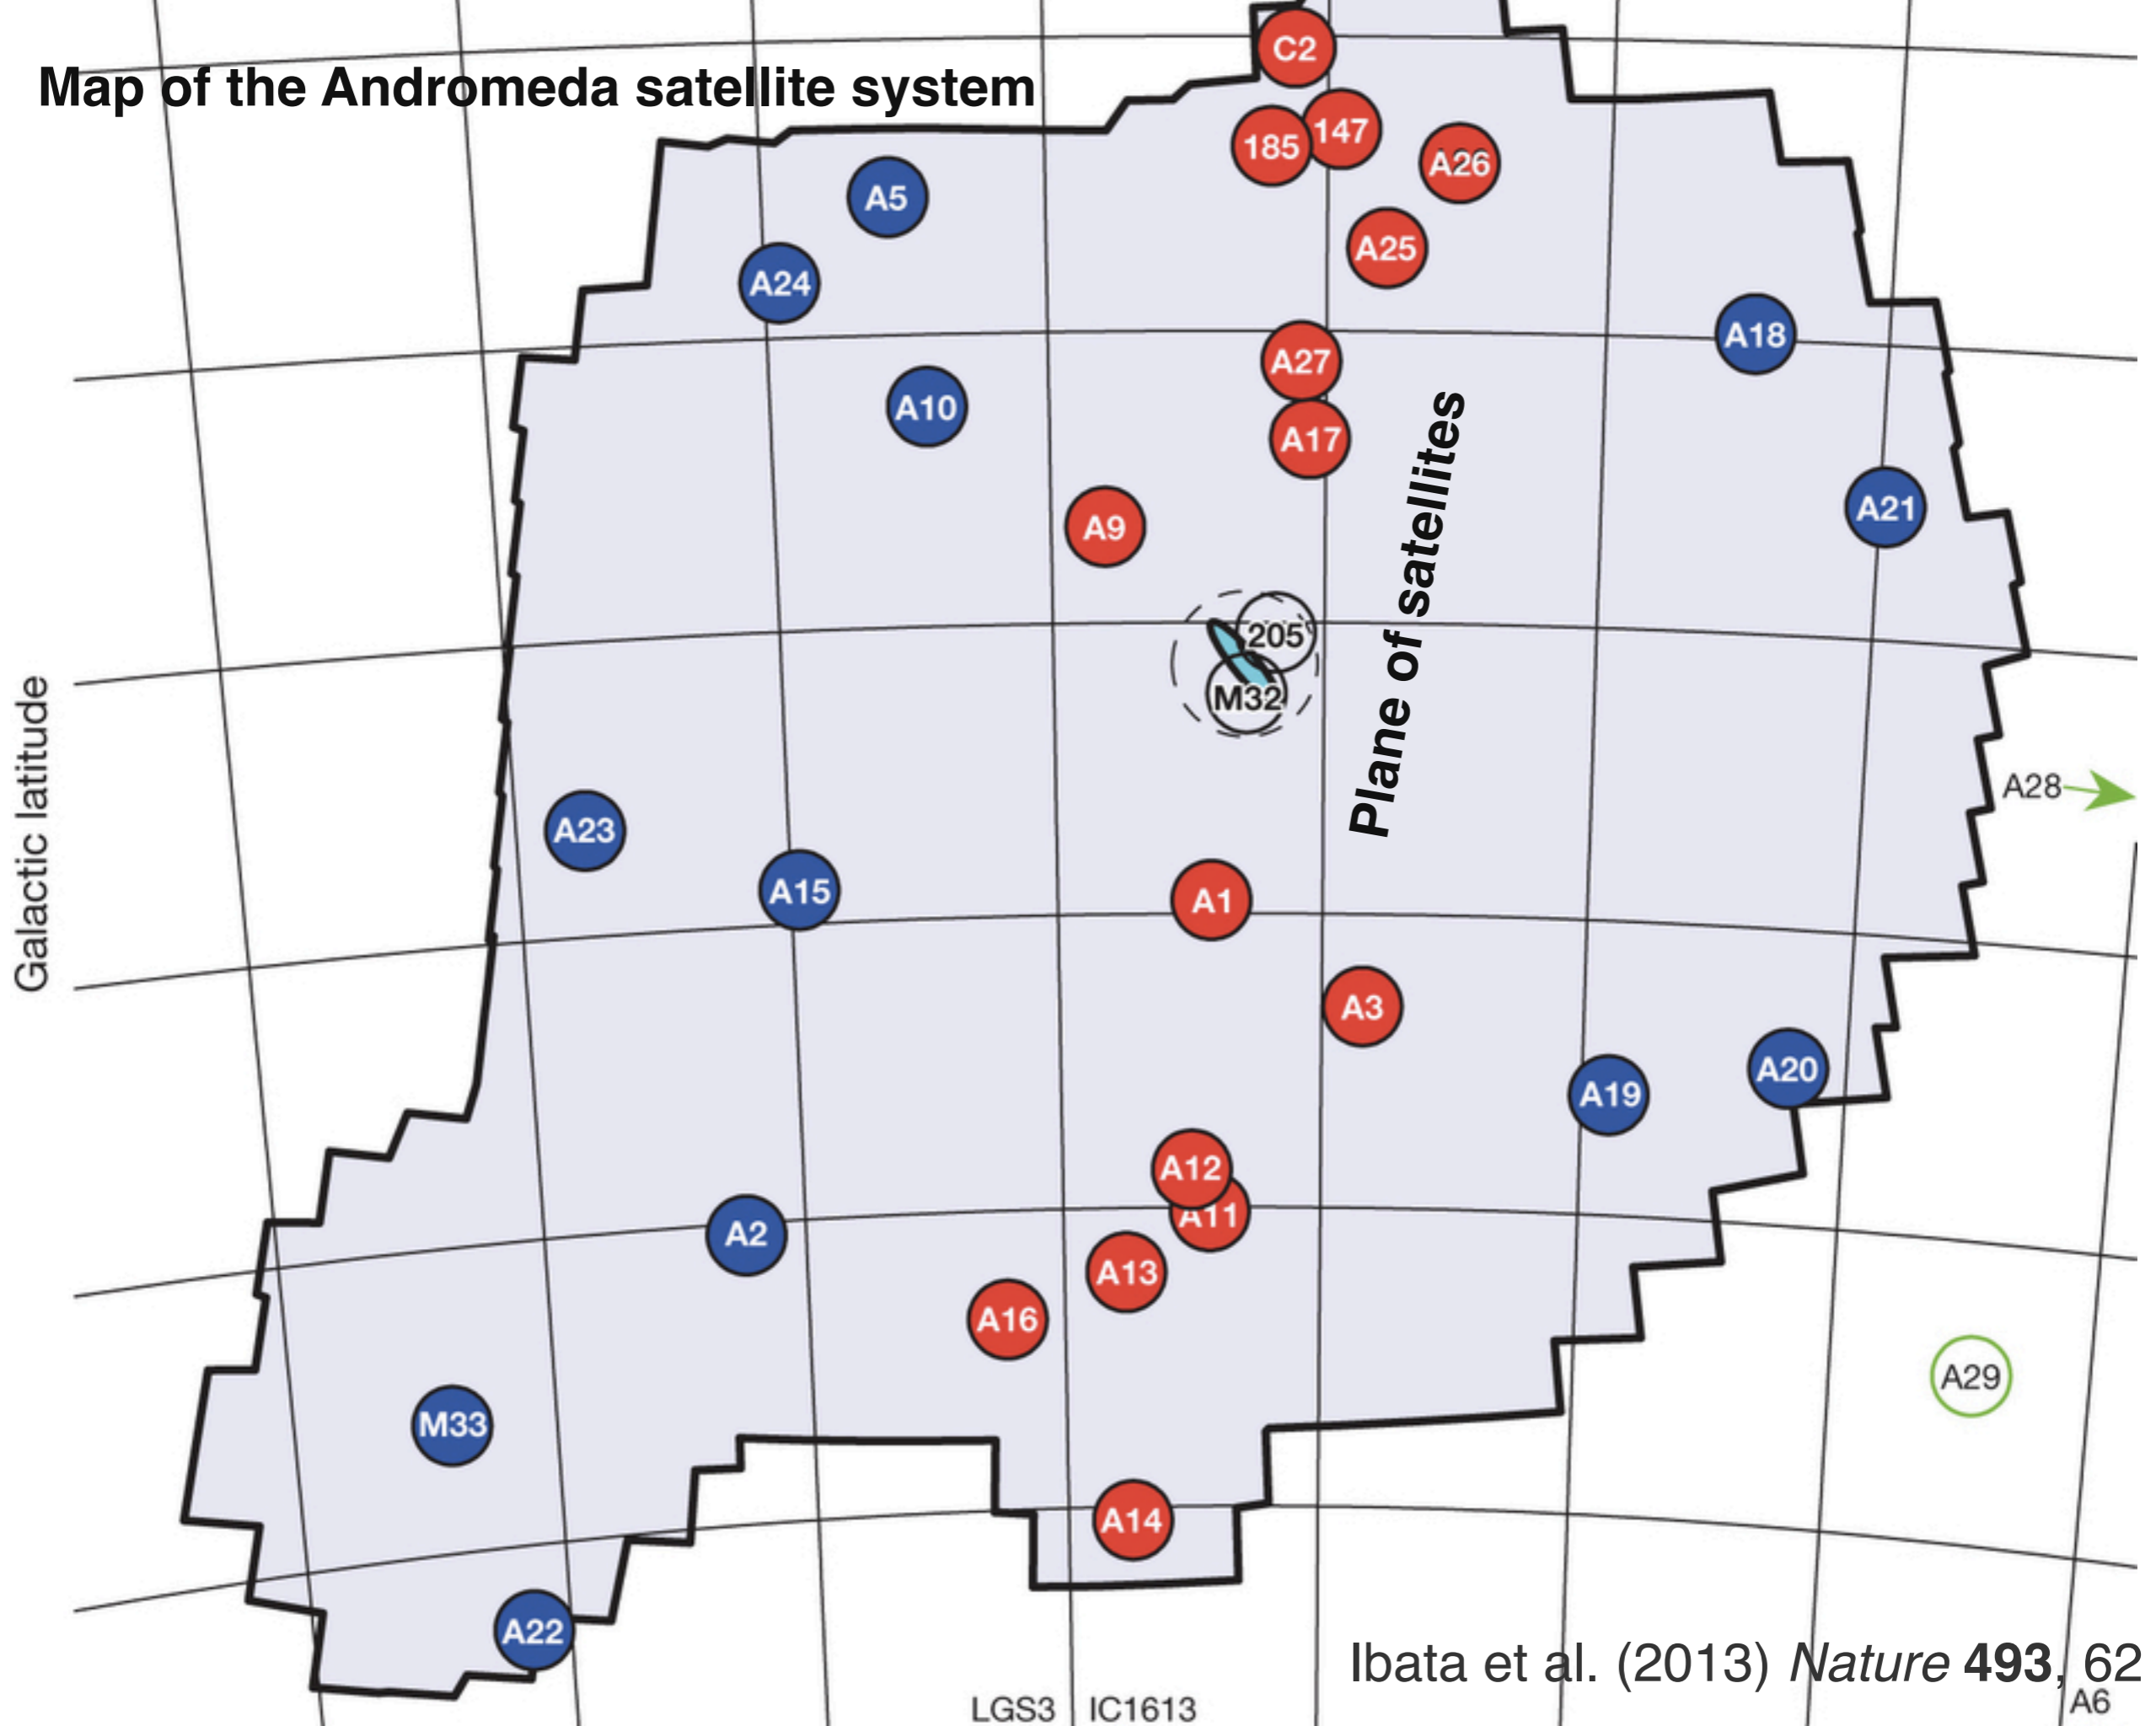 Map of the Andromeda satellite system
C2
147
185
A26
A5
A25
A24
A18
A27
A10
A17
A21
A9
Plane of satellites
205
M32
Galactic latitude
A28
A23
A15
A1
A3
A20
A19
A12
A11
A2
A13
A16
A29
M33
A14
A22
Ibata et al. (2013) Nature 493, 62
LGS3
IC1613
A6